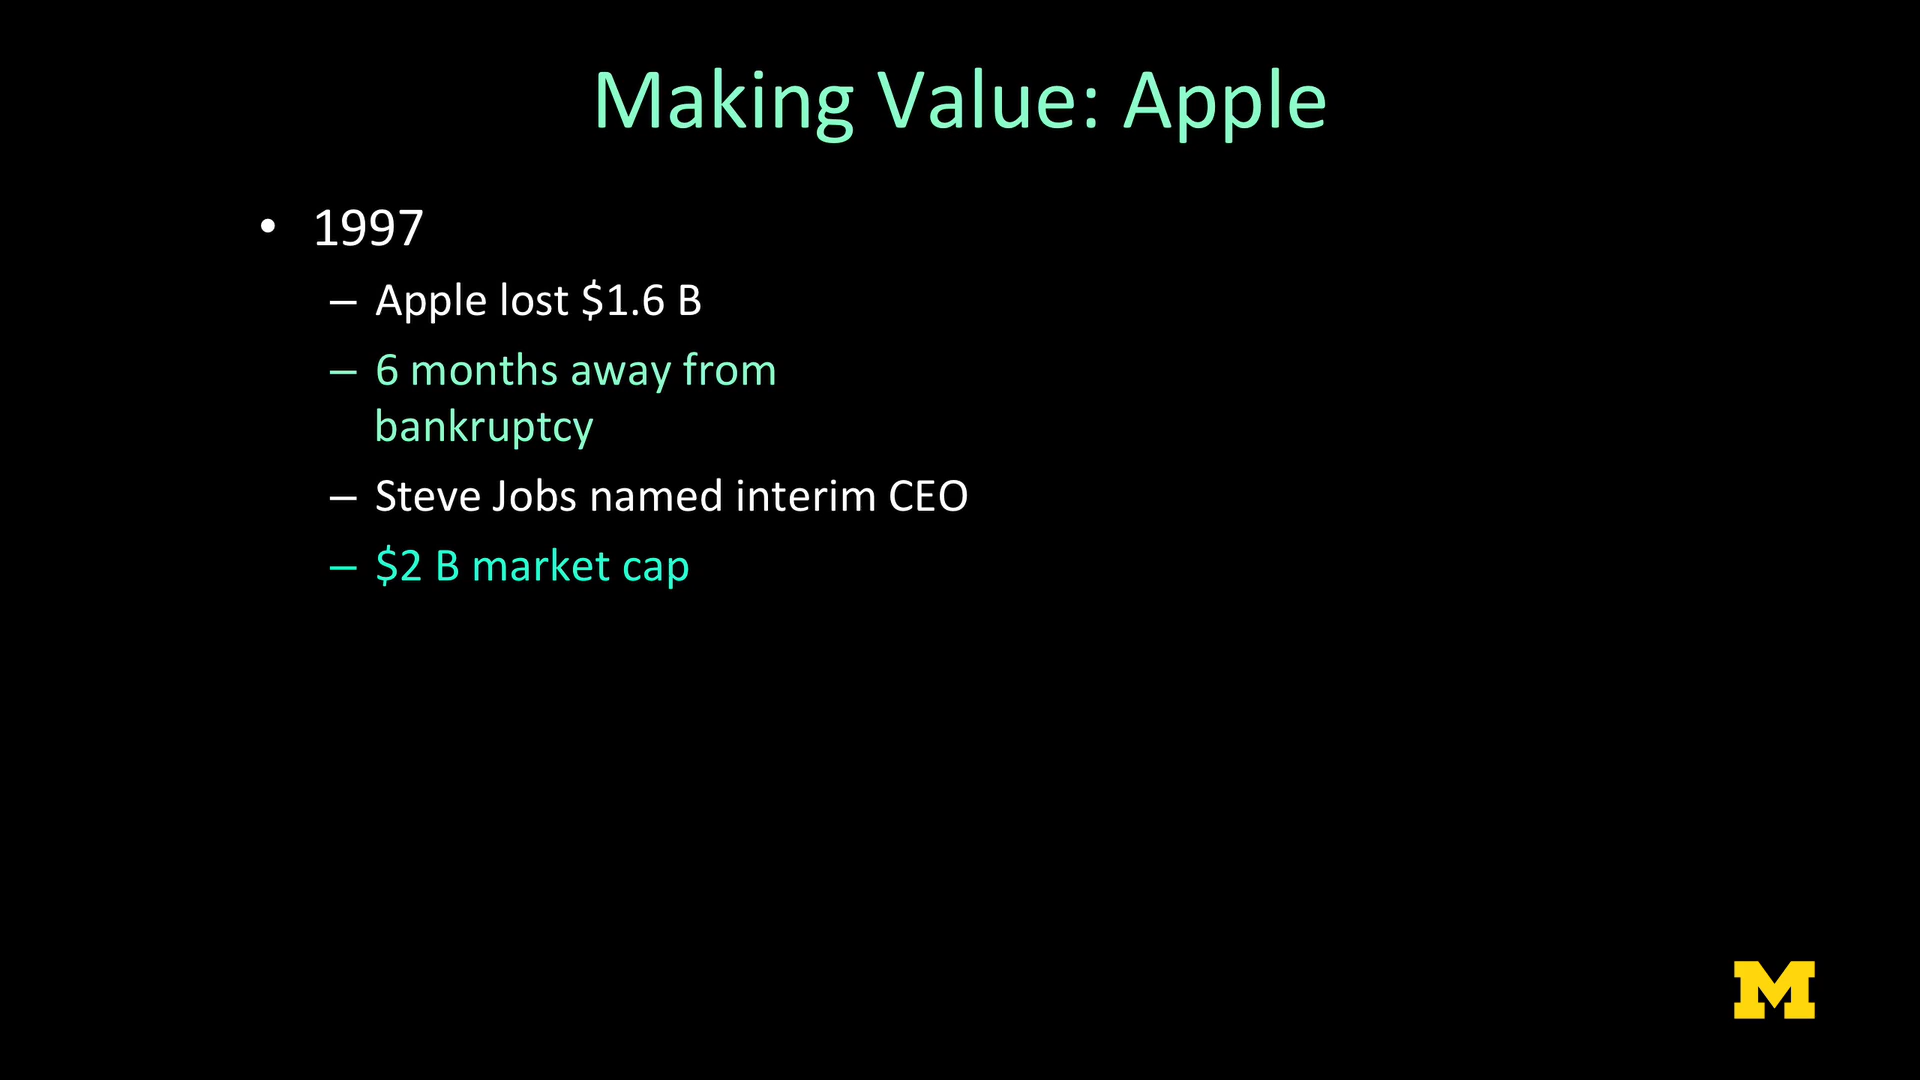 Making Value: Apple
• 1997
– Apple lost $1.6 B
– 6 months away from
bankruptcy
– Steve Jobs named interim CEO
– $2 B market cap
M